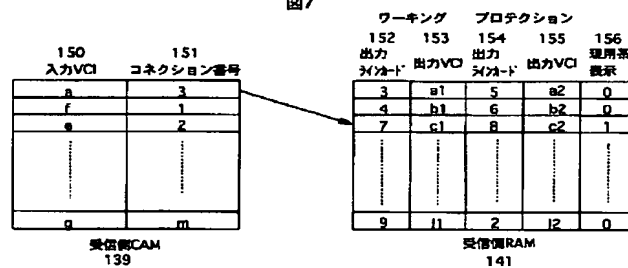 図7
ワーキング プロテクション
150 151
入力VCI コネクション番号
a 3
f 1
e 2
g m
受信側CAM
139
152 153 154 155 156
出力ラインカード 出力VCI 出力ラインカード 出力VCI 現用系表示
3 a1 5 a2 0
4 b1 6 b2 0
7 c1 8 c2 1
9 l1 2 l2 0
受信側RAM
141